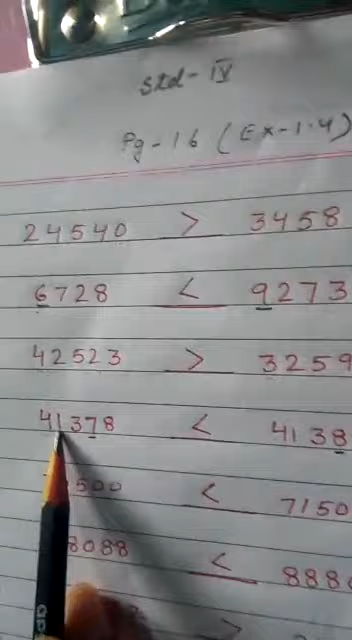 Std - IV
Pg - 16 ( Ex - 1.4)
24540 > 3458
6728 < 9273
42523 > 3259
41378 < 4138
500 < 7150
8088 < 888
>